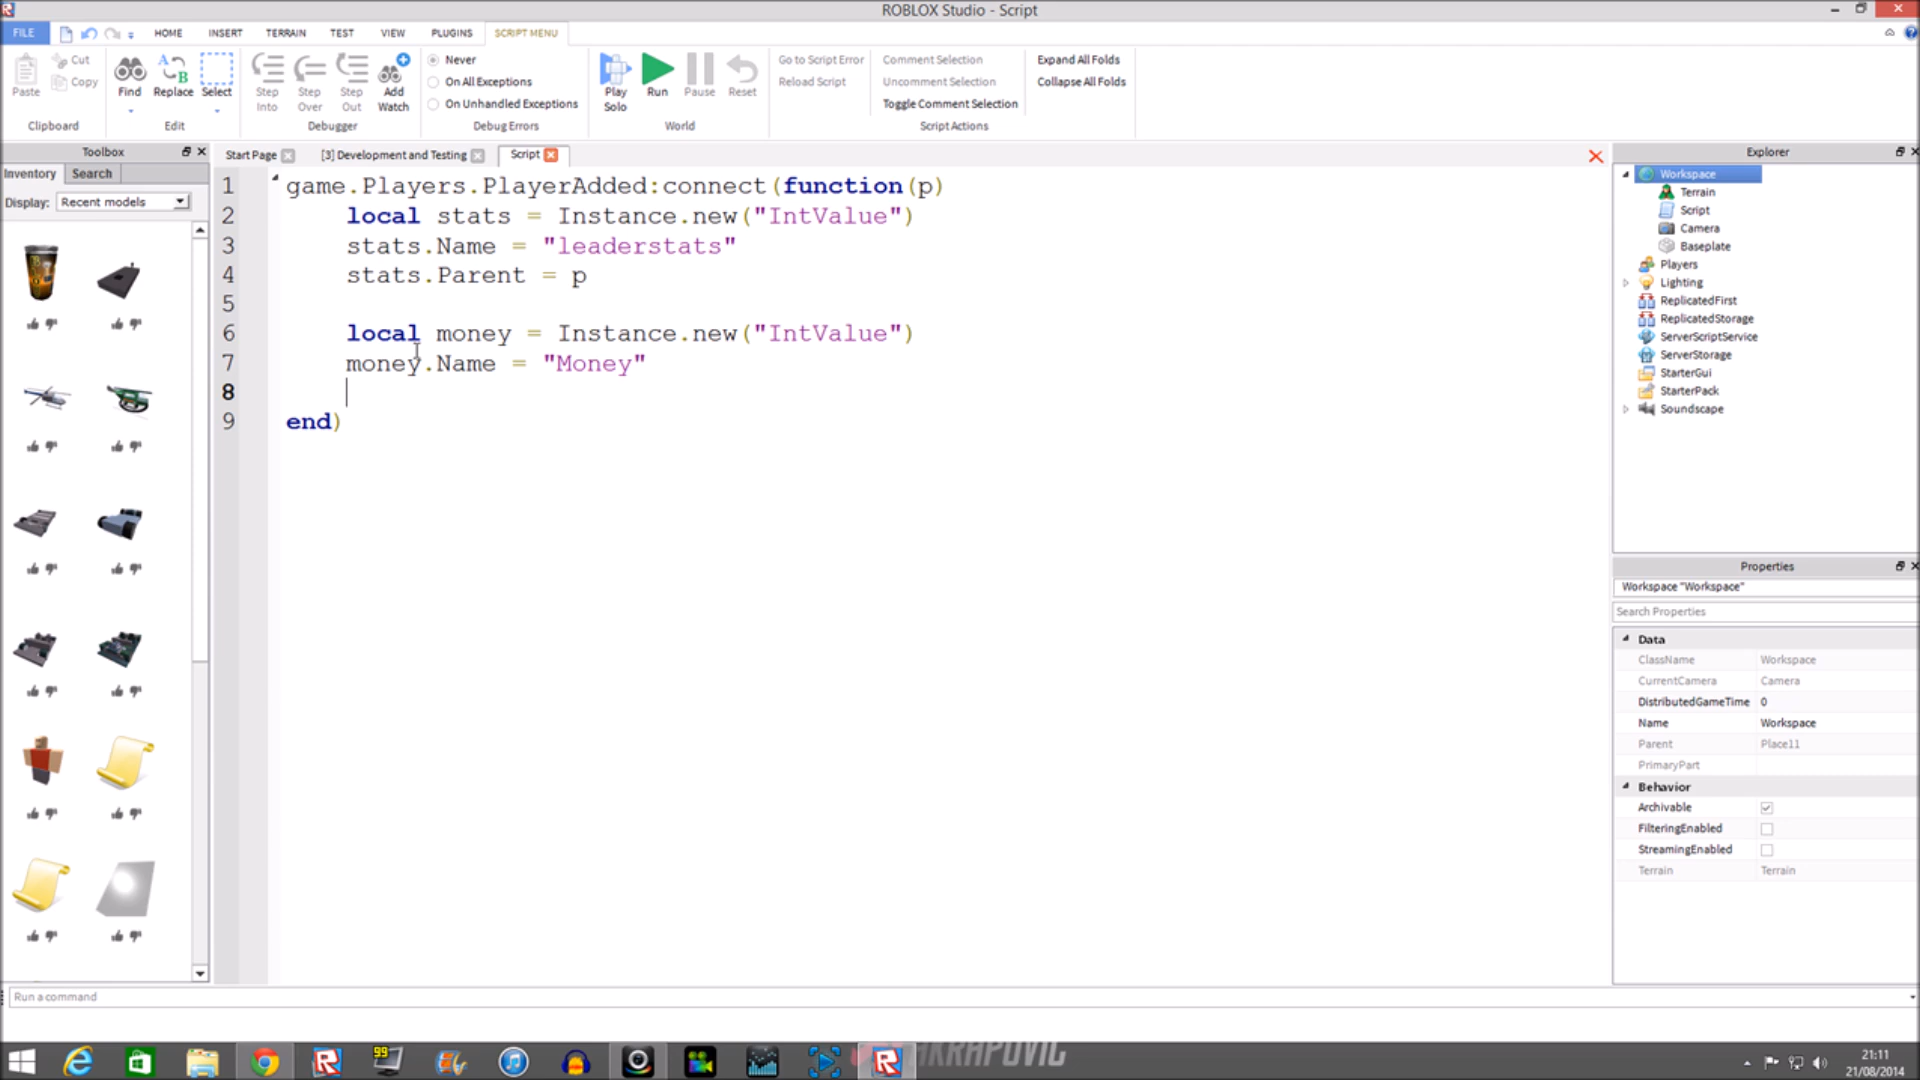 ROBLOX Studio - Script
FILE HOME INSERT TERRAIN TEST VIEW PLUGINS SCRIPT MENU
Paste Cut Copy Clipboard
Find Replace Select Edit
Step Into Step Over Step Out Add Watch Debugger
Never
On All Exceptions
On Unhandled Exceptions
Debug Errors
Play Solo Run Pause Reset World
Go to Script Error
Reload Script
Comment Selection
Uncomment Selection
Toggle Comment Selection
Script Actions
Expand All Folds
Collapse All Folds
Toolbox
Inventory Search
Display: Recent models
Start Page [3] Development and Testing Script
1 game.Players.PlayerAdded:connect(function(p)
2 local stats = Instance.new("IntValue")
3 stats.Name = "leaderstats"
4 stats.Parent = p
5
6 local money = Instance.new("IntValue")
7 money.Name = "Money"
8
9 end)
Explorer
Workspace
Terrain
Script
Camera
Baseplate
Players
Lighting
ReplicatedFirst
ReplicatedStorage
ServerScriptService
ServerStorage
StarterGui
StarterPack
Soundscape
Properties
Workspace "Workspace"
Search Properties
Data
ClassName Workspace
CurrentCamera Camera
DistributedGameTime 0
Name Workspace
Parent Place11
PrimaryPart
Behavior
Archivable
FilteringEnabled
StreamingEnabled
Terrain Terrain
Run a command
99
AKRAPOVIC
21:11
21/08/2014